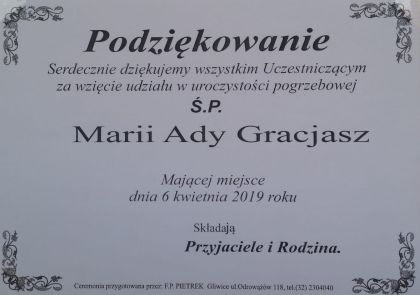 Podziękowanie
Serdecznie dziękujemy wszystkim Uczestniczącym
za wzięcie udziału w uroczystości pogrzebowej
Ś.P.
Marii Ady Gracjasz
Mającej miejsce
dnia 6 kwietnia 2019 roku
Składają
Przyjaciele i Rodzina.
Ceremonia przygotowana przez: F.P. PIETREK Gliwice ul.Odrowążów 118, tel.(32) 2304040